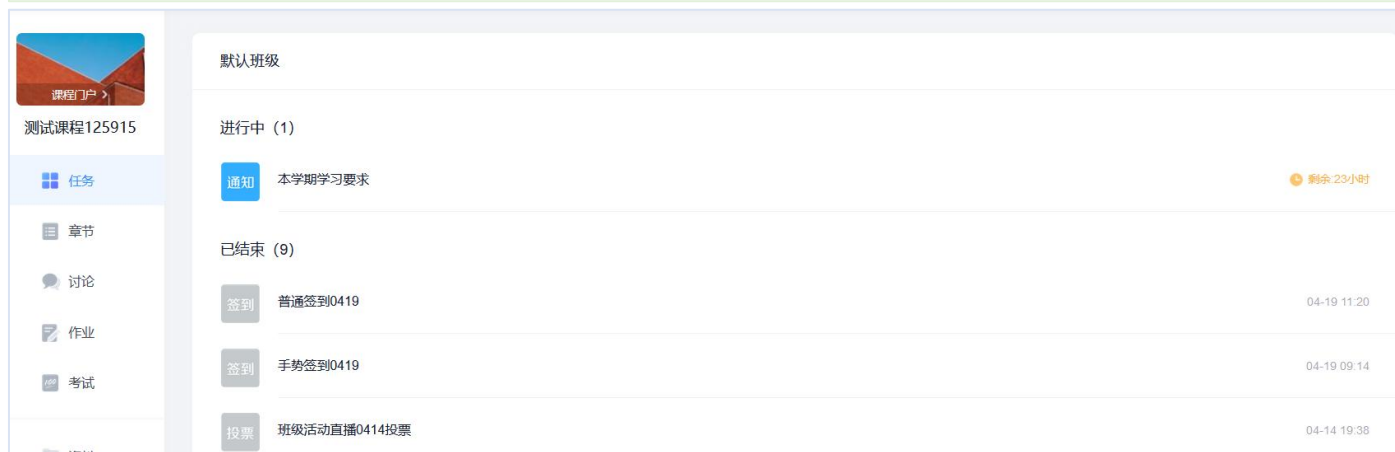 课程门户 >
测试课程125915
任务
章节
讨论
作业
考试
默认班级
进行中（1）
通知 本学期学习要求 剩余:23小时
已结束（9）
签到 普通签到0419 04-19 11:20
签到 手势签到0419 04-19 09:14
投票 班级活动直播0414投票 04-14 19:38